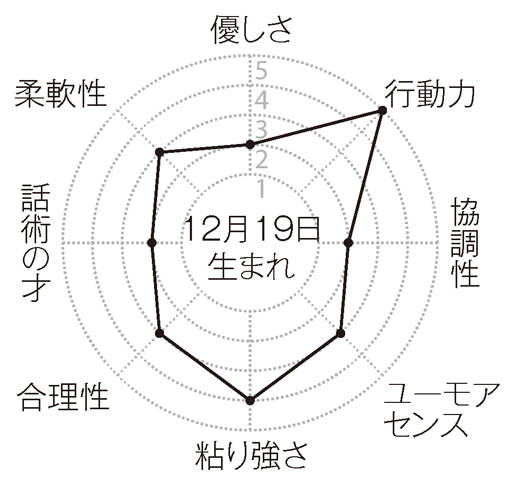 優しさ
行動力
協調性
ユーモア
センス
粘り強さ
合理性
話術の才
柔軟性
5
4
3
2
1
12月19日
生まれ